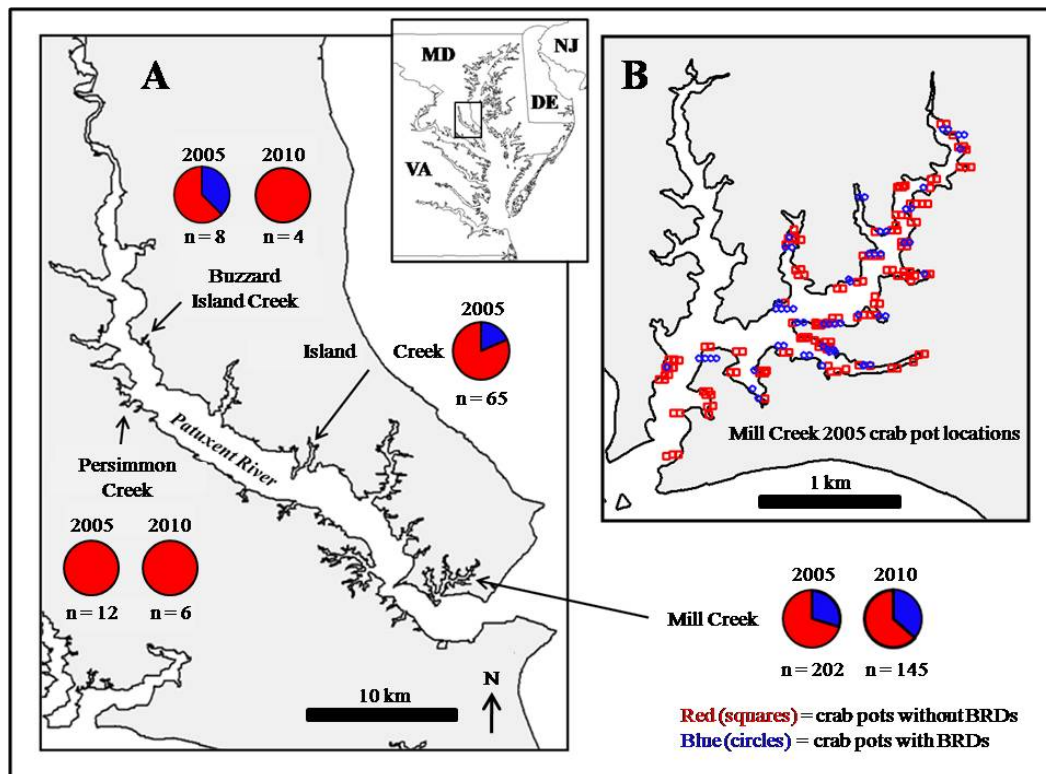 A
MD
NJ
DE
VA
B
2005 2010
n = 8 n = 4
Buzzard
Island Creek
2005
Island Creek
n = 65
Patuxent River
Persimmon
Creek
2005 2010
n = 12 n = 6
10 km
N
Mill Creek 2005 crab pot locations
1 km
2005 2010
Mill Creek
n = 202 n = 145
Red (squares) = crab pots without BRDs
Blue (circles) = crab pots with BRDs